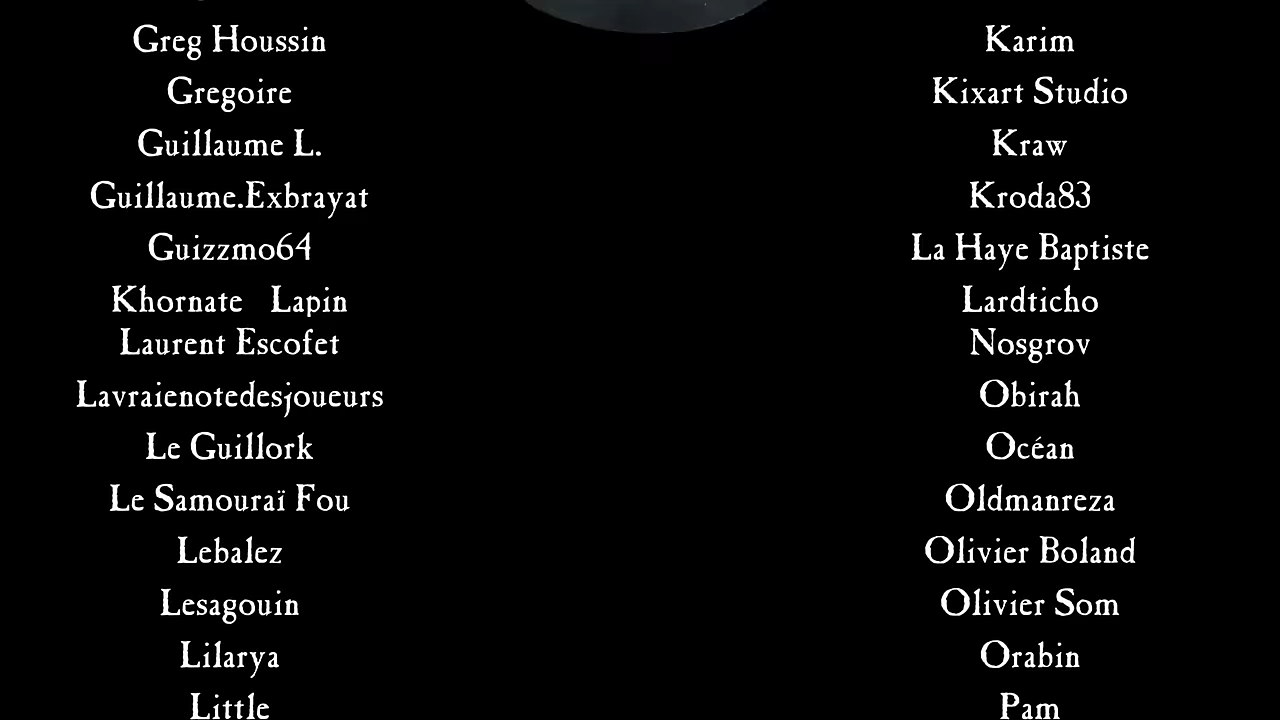 Greg Houssin
Gregoire
Guillaume L.
Guillaume.Exbrayat
Guizzmo64
Khornate Lapin
Laurent Escofet
Lavraienotedesjoueurs
Le Guillork
Le Samouraï Fou
Lebalez
Lesagouin
Lilarya
Little
Karim
Kixart Studio
Kraw
Kroda83
La Haye Baptiste
Lardticho
Nosgrov
Obirah
Océan
Oldmanreza
Olivier Boland
Olivier Som
Orabin
Pam